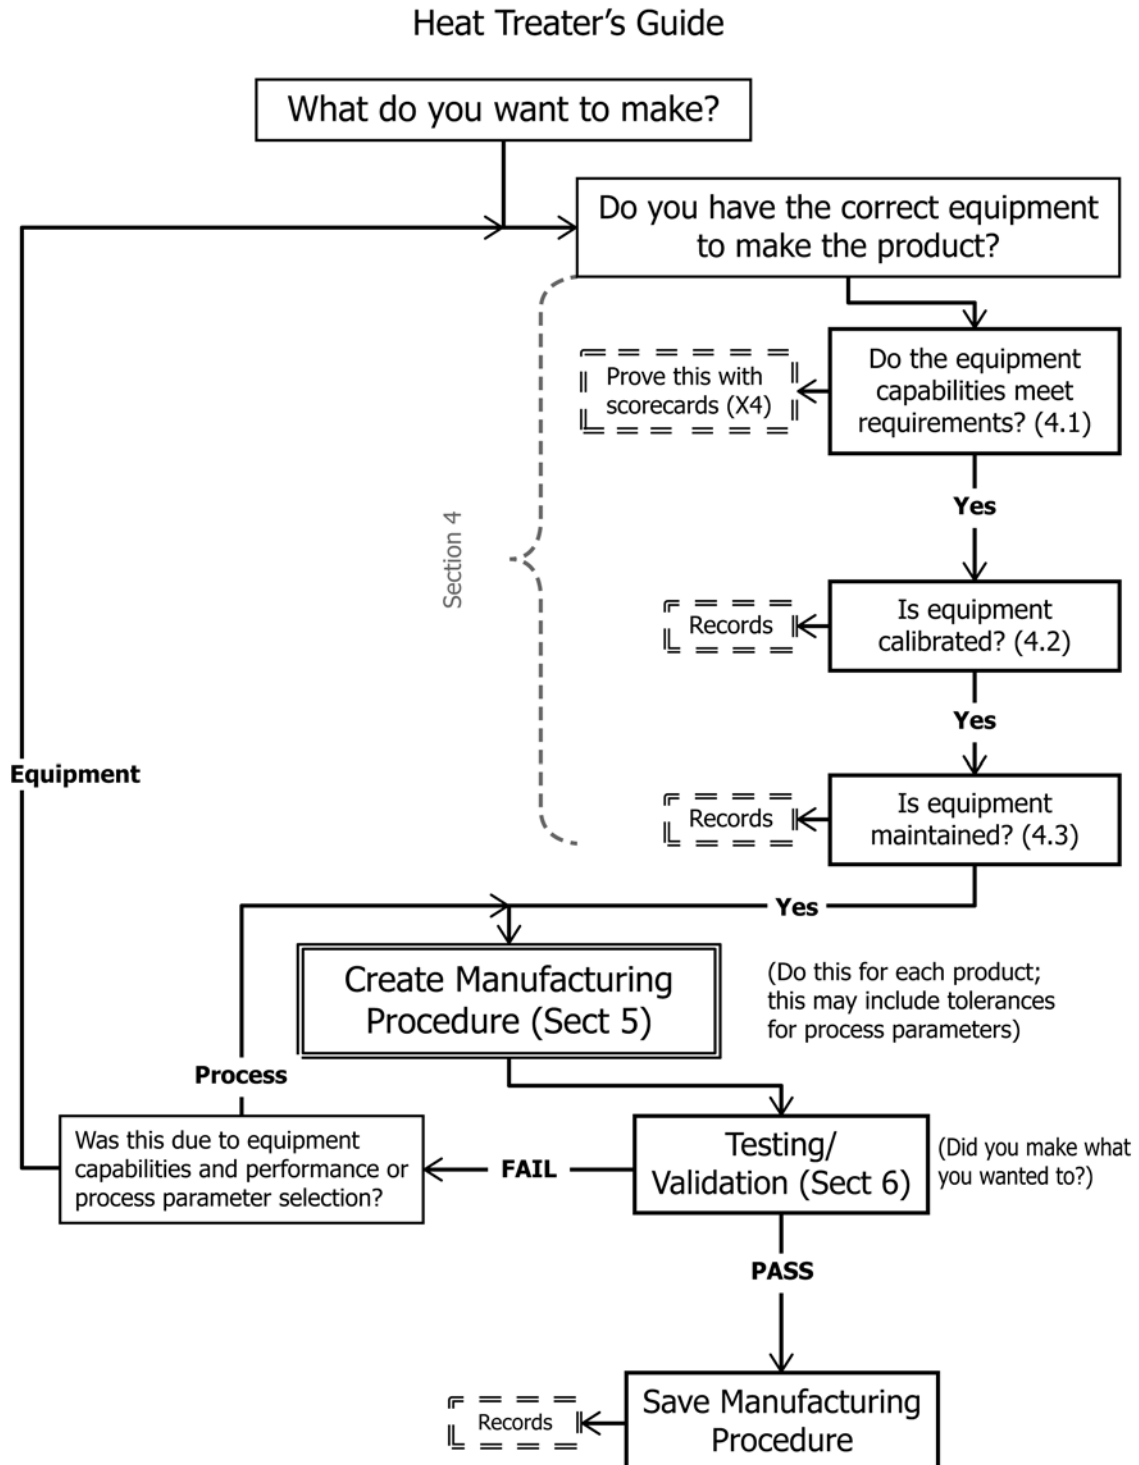 Heat Treater’s Guide
What do you want to make?
Do you have the correct equipment
to make the product?
Do the equipment
capabilities meet
requirements? (4.1)
Prove this with
scorecards (X4)
Yes
Section 4
Is equipment
calibrated? (4.2)
Records
Yes
Equipment
Is equipment
maintained? (4.3)
Records
Yes
Create Manufacturing
Procedure (Sect 5)
(Do this for each product;
this may include tolerances
for process parameters)
Process
Was this due to equipment
capabilities and performance or
process parameter selection?
FAIL
Testing/
Validation (Sect 6)
(Did you make what
you wanted to?)
PASS
Save Manufacturing
Procedure
Records